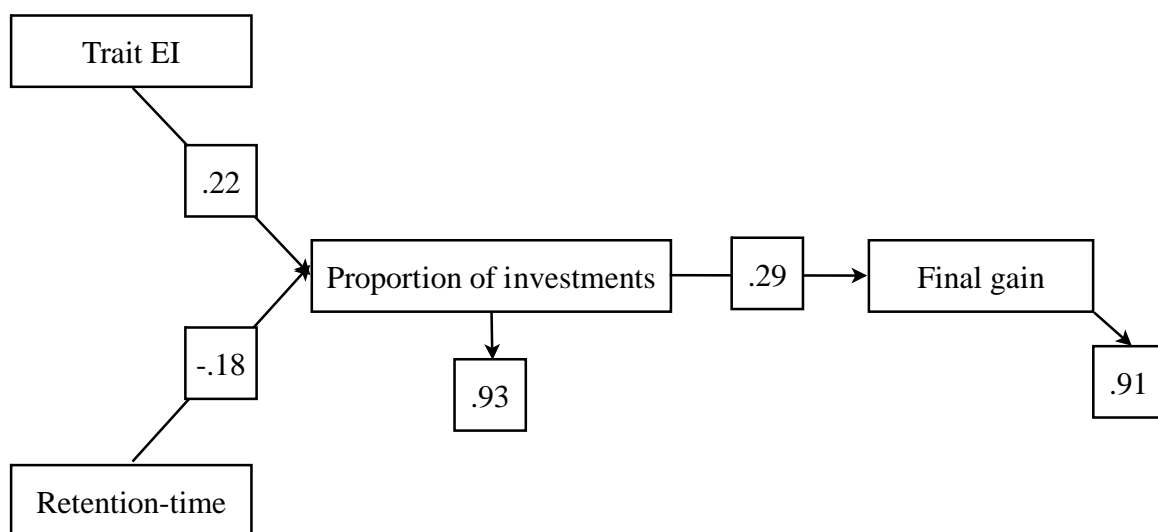 Trait EI
.22
Proportion of investments
.29
Final gain
-.18
.93
.91
Retention-time